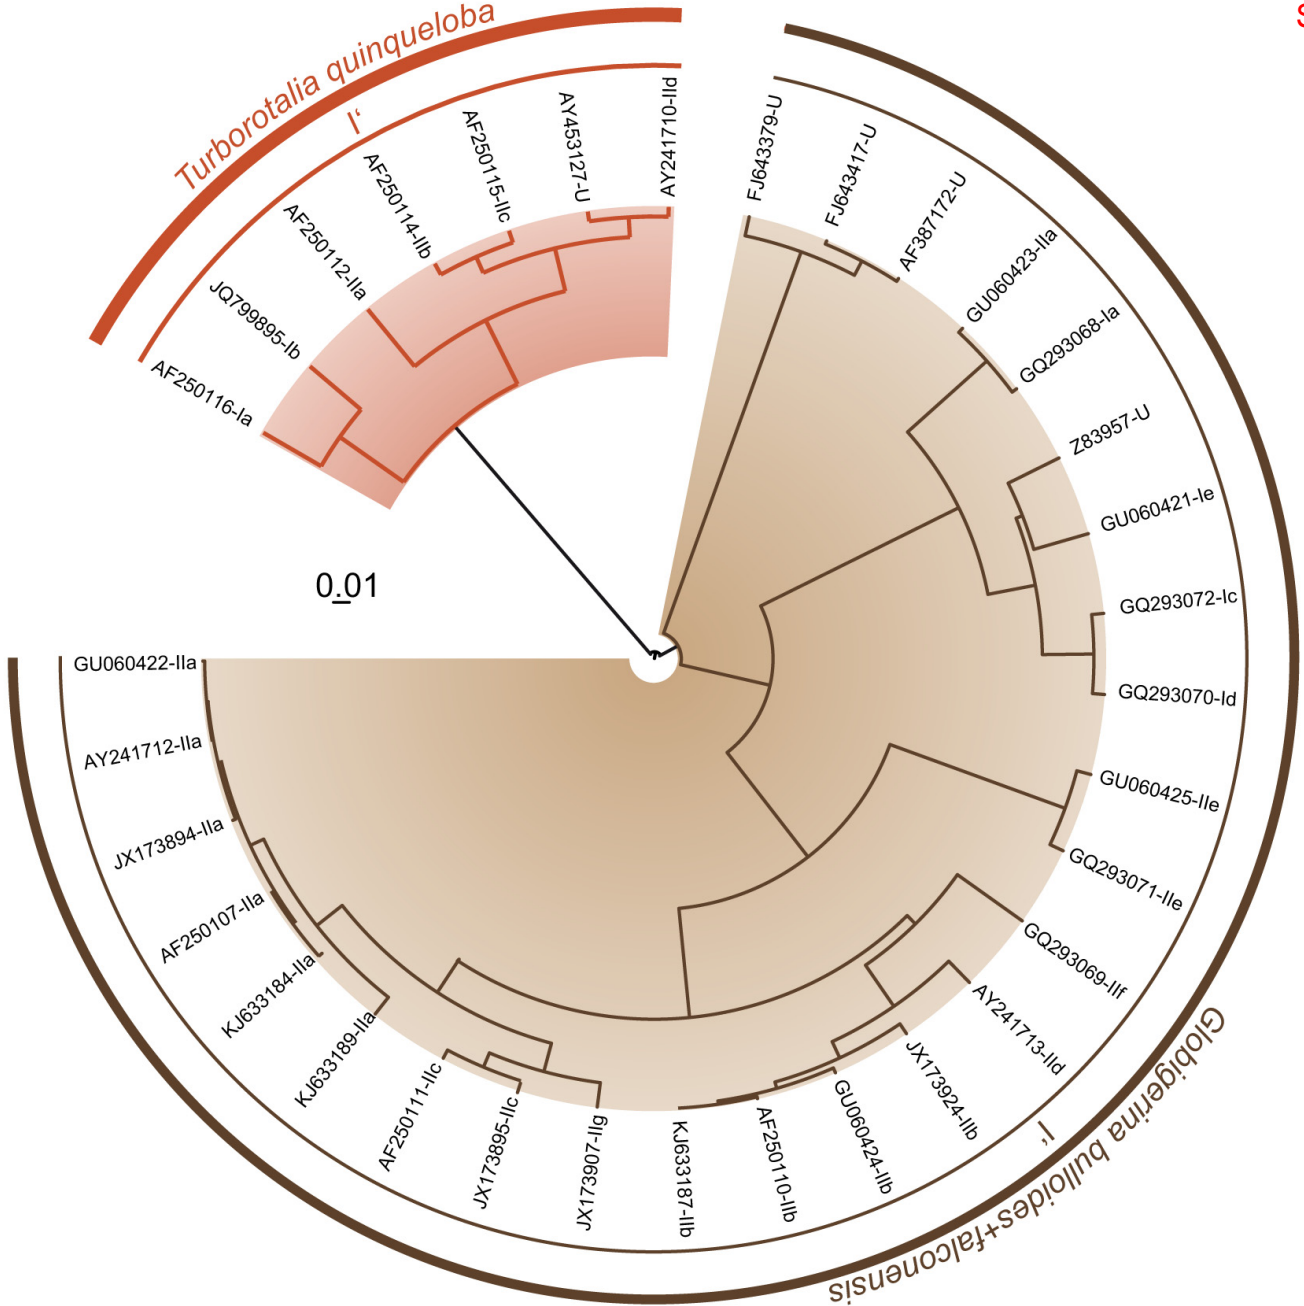 Turborotalia quinqueloba
I'
AF250116-Ia
JQ799895-Ib
AF250112-IIa
AF250114-IIb
AF250115-IIc
AY453127-U
AY241710-IId
FJ643379-U
FJ643417-U
AF387172-U
GU060423-IIa
GQ293068-Ia
Z83957-U
GU060421-Ie
GQ293072-Ic
GQ293070-Id
GU060425-IIe
GQ293071-IIe
GQ293069-IIf
AY241713-IId
JX173924-IIb
GU060424-IIb
AF250110-IIb
KJ633187-IIb
JX173907-IIg
JX173895-IIc
AF250111-IIc
KJ633189-IIa
KJ633184-IIa
AF250107-IIa
JX173894-IIa
AY241712-IIa
GU060422-IIa
0.01
I'
Globigerina bulloides+falconensis